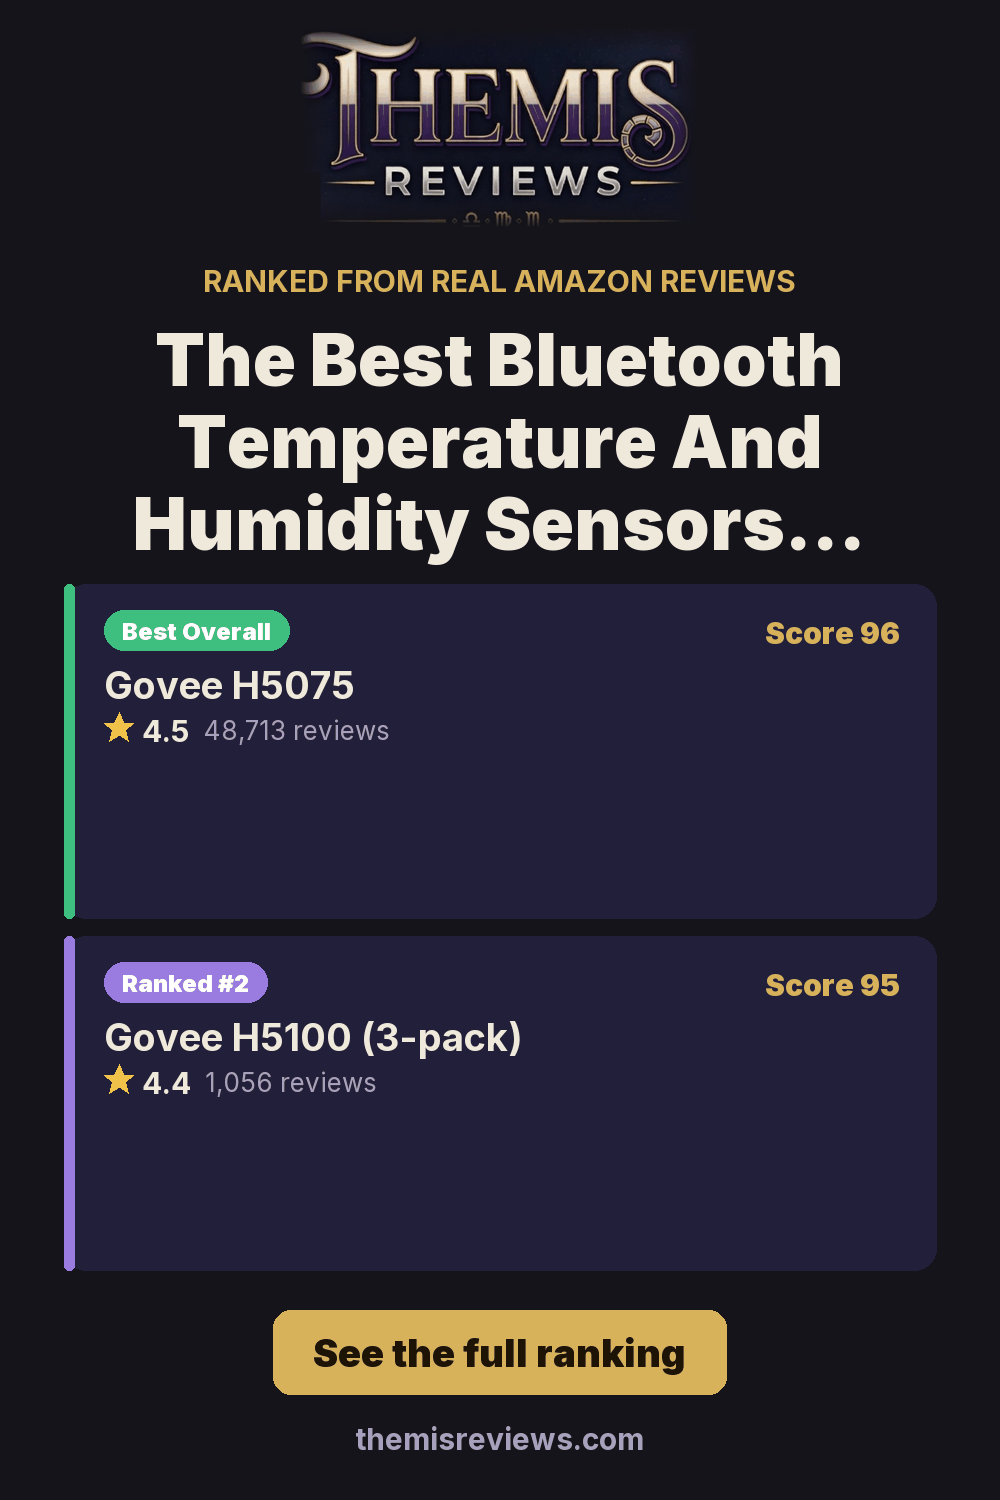 THEMIS
REVIEWS
♎ · ♍ · ♏
RANKED FROM REAL AMAZON REVIEWS
The Best Bluetooth
Temperature And
Humidity Sensors...
Best Overall
Score 96
Govee H5075
4.5 48,713 reviews
Ranked #2
Score 95
Govee H5100 (3-pack)
4.4 1,056 reviews
See the full ranking
themisreviews.com